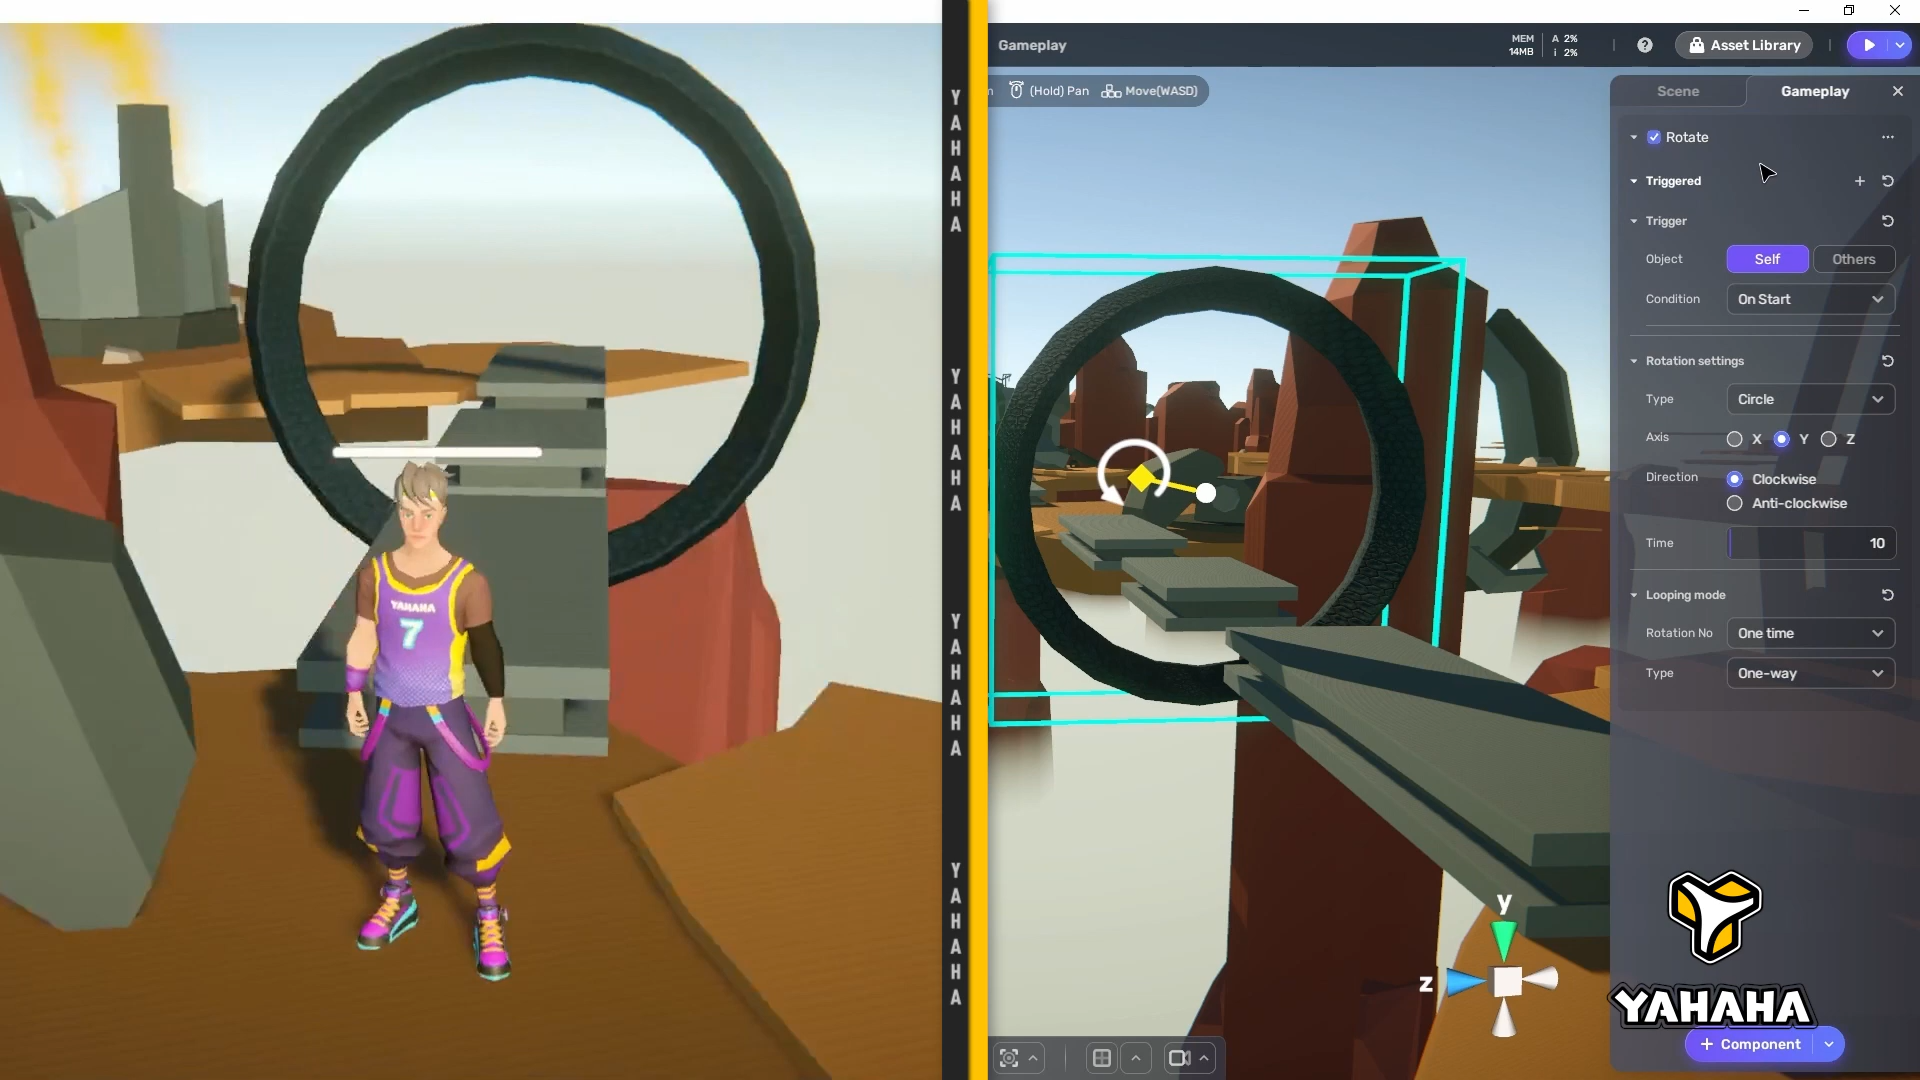 YAHAHA
7
YAHAHA
YAHAHA
YAHAHA
YAHAHA
Gameplay
MEM
14MB
A 2%
i 2%
Asset Library
(Hold) Pan
Move(WASD)
Scene
Gameplay
Rotate
Triggered
Trigger
Object
Self
Others
Condition
On Start
Rotation settings
Type
Circle
Axis
X
Y
Z
Direction
Clockwise
Anti-clockwise
Time
10
Looping mode
Rotation No
One time
Type
One-way
y
z
YAHAHA
+ Component